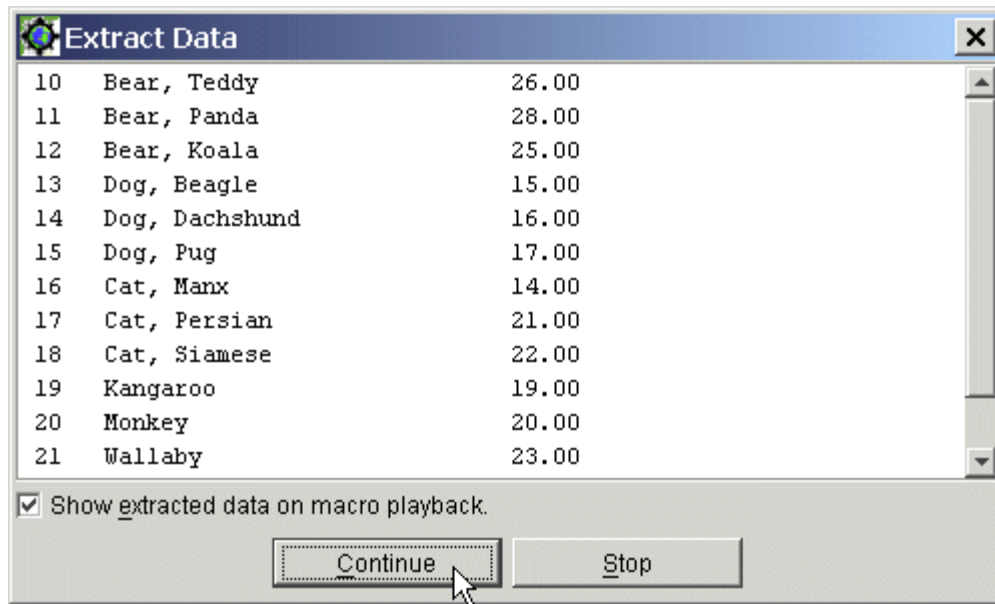 Extract Data
10 Bear, Teddy 26.00
11 Bear, Panda 28.00
12 Bear, Koala 25.00
13 Dog, Beagle 15.00
14 Dog, Dachshund 16.00
15 Dog, Pug 17.00
16 Cat, Manx 14.00
17 Cat, Persian 21.00
18 Cat, Siamese 22.00
19 Kangaroo 19.00
20 Monkey 20.00
21 Wallaby 23.00
Show extracted data on macro playback.
Continue Stop